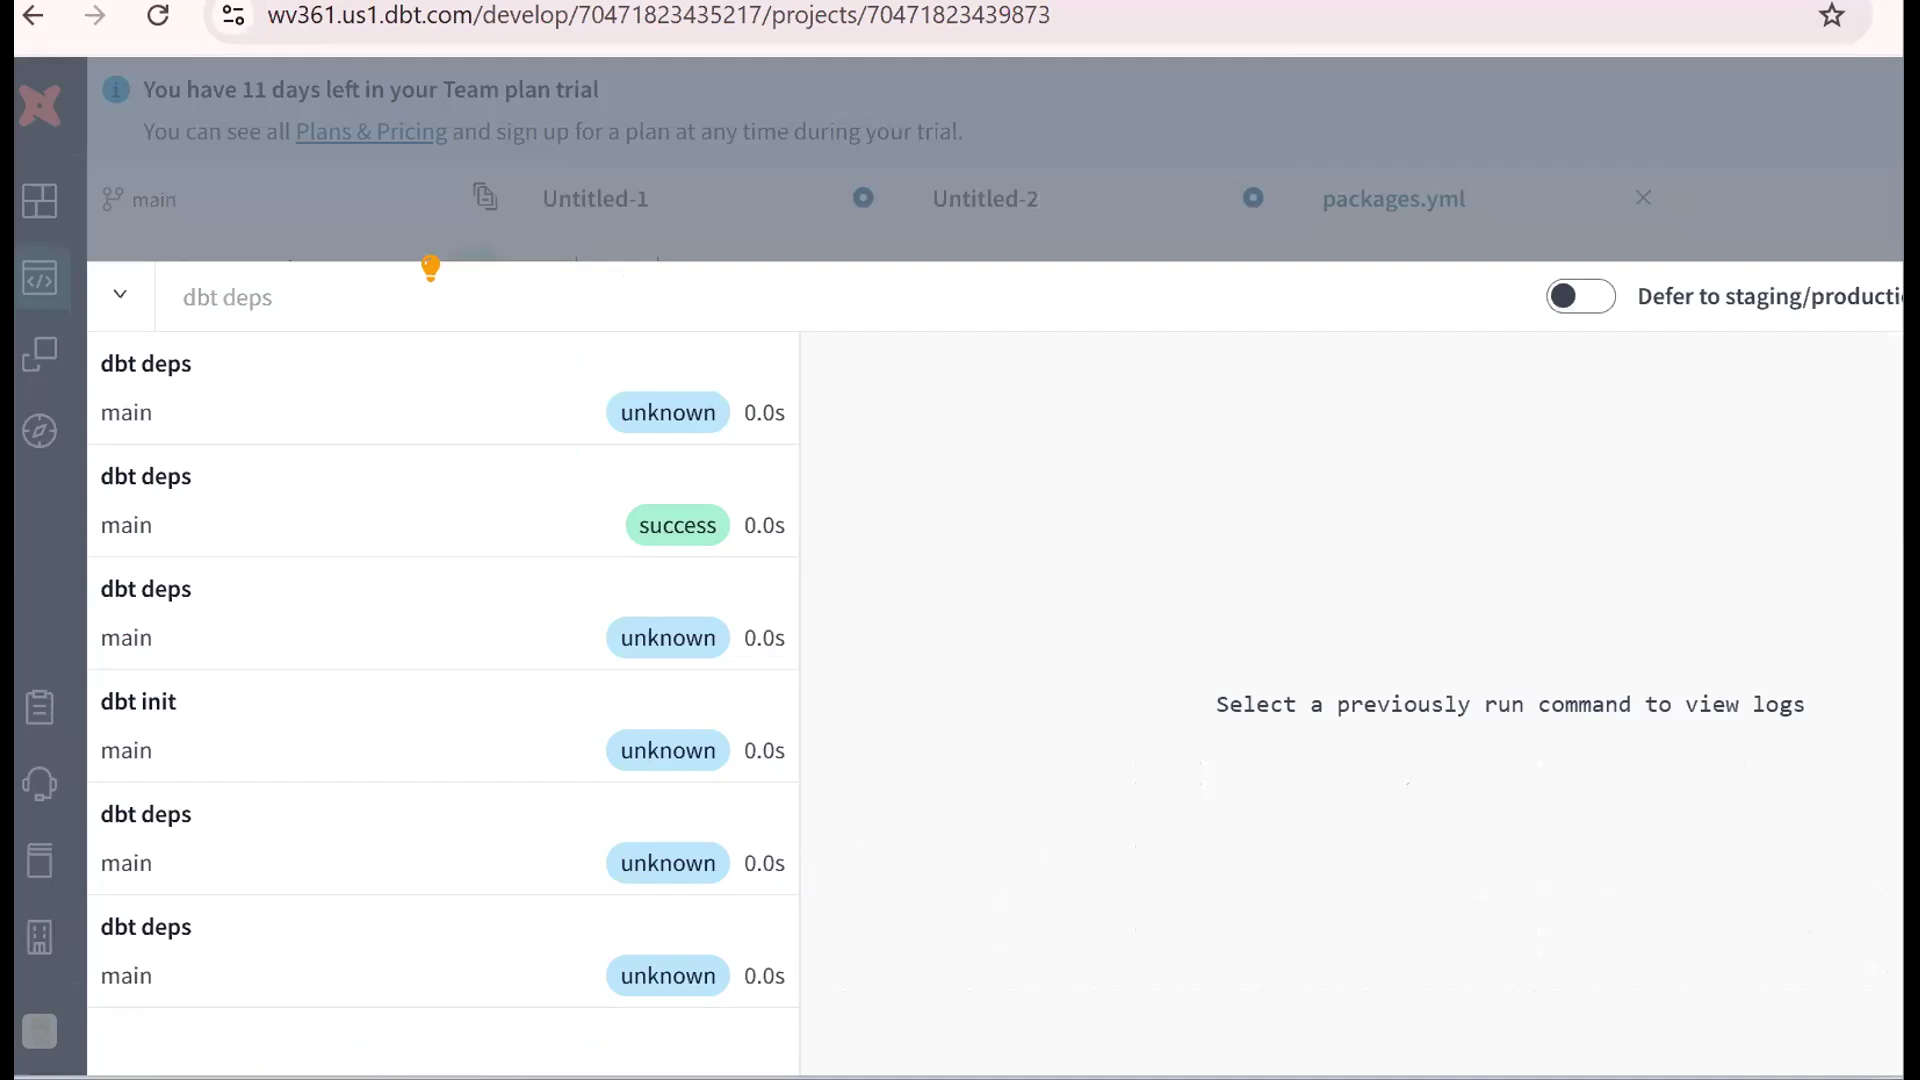 wv361.us1.dbt.com/develop/70471823435217/projects/70471823439873
You have 11 days left in your Team plan trial
You can see all Plans & Pricing and sign up for a plan at any time during your trial.
main
Untitled-1
Untitled-2
packages.yml
dbt deps
Defer to staging/producti
dbt deps
main unknown 0.0s
dbt deps
main success 0.0s
dbt deps
main unknown 0.0s
dbt init
main unknown 0.0s
dbt deps
main unknown 0.0s
dbt deps
main unknown 0.0s
Select a previously run command to view logs